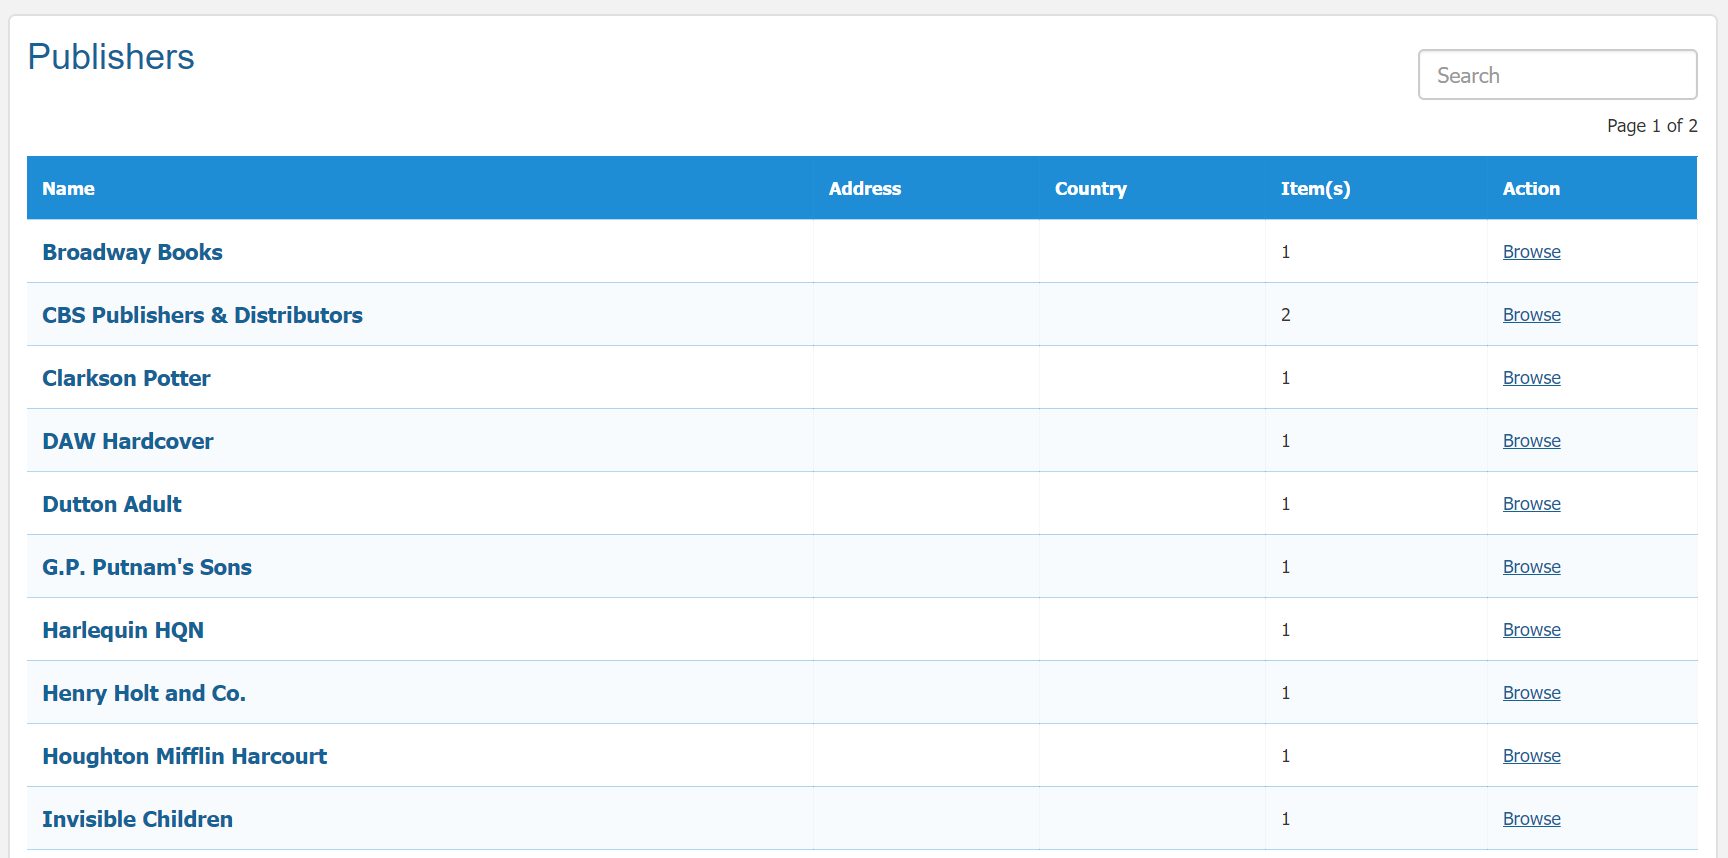 Publishers
Search
Page 1 of 2
Name Address Country Item(s) Action
Broadway Books 1 Browse
CBS Publishers & Distributors 2 Browse
Clarkson Potter 1 Browse
DAW Hardcover 1 Browse
Dutton Adult 1 Browse
G.P. Putnam's Sons 1 Browse
Harlequin HQN 1 Browse
Henry Holt and Co. 1 Browse
Houghton Mifflin Harcourt 1 Browse
Invisible Children 1 Browse